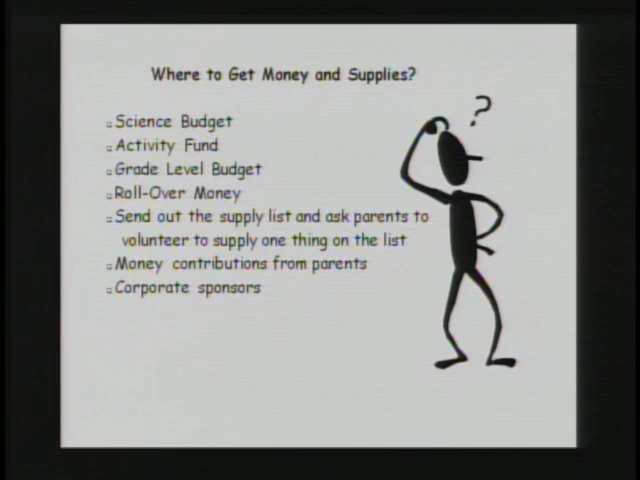 Where to Get Money and Supplies?
?
Science Budget
Activity Fund
Grade Level Budget
Roll-Over Money
Send out the supply list and ask parents to
volunteer to supply one thing on the list
Money contributions from parents
Corporate sponsors